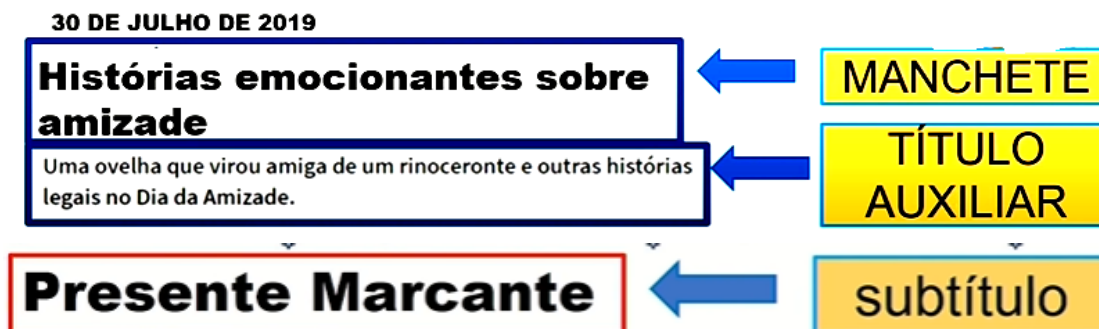 30 DE JULHO DE 2019
Histórias emocionantes sobre
amizade
MANCHETE
Uma ovelha que virou amiga de um rinoceronte e outras histórias
legais no Dia da Amizade.
TÍTULO
AUXILIAR
Presente Marcante
subtítulo